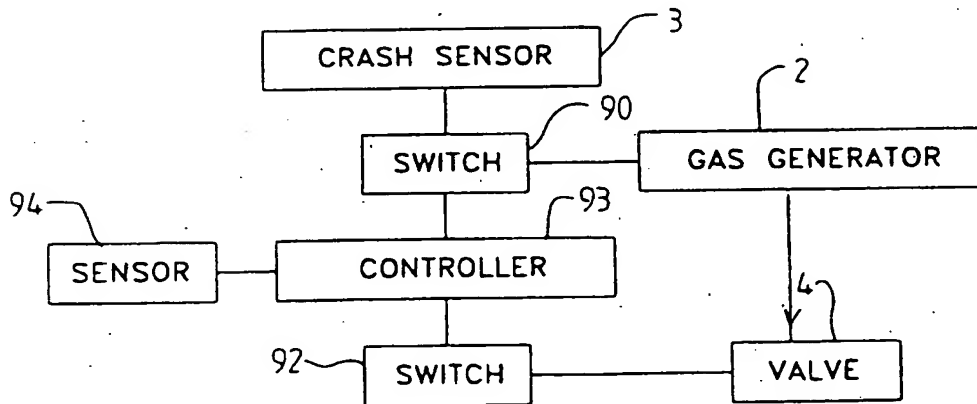 3
CRASH SENSOR
2
90
SWITCH
GAS GENERATOR
94
93
SENSOR
CONTROLLER
4
92
SWITCH
VALVE